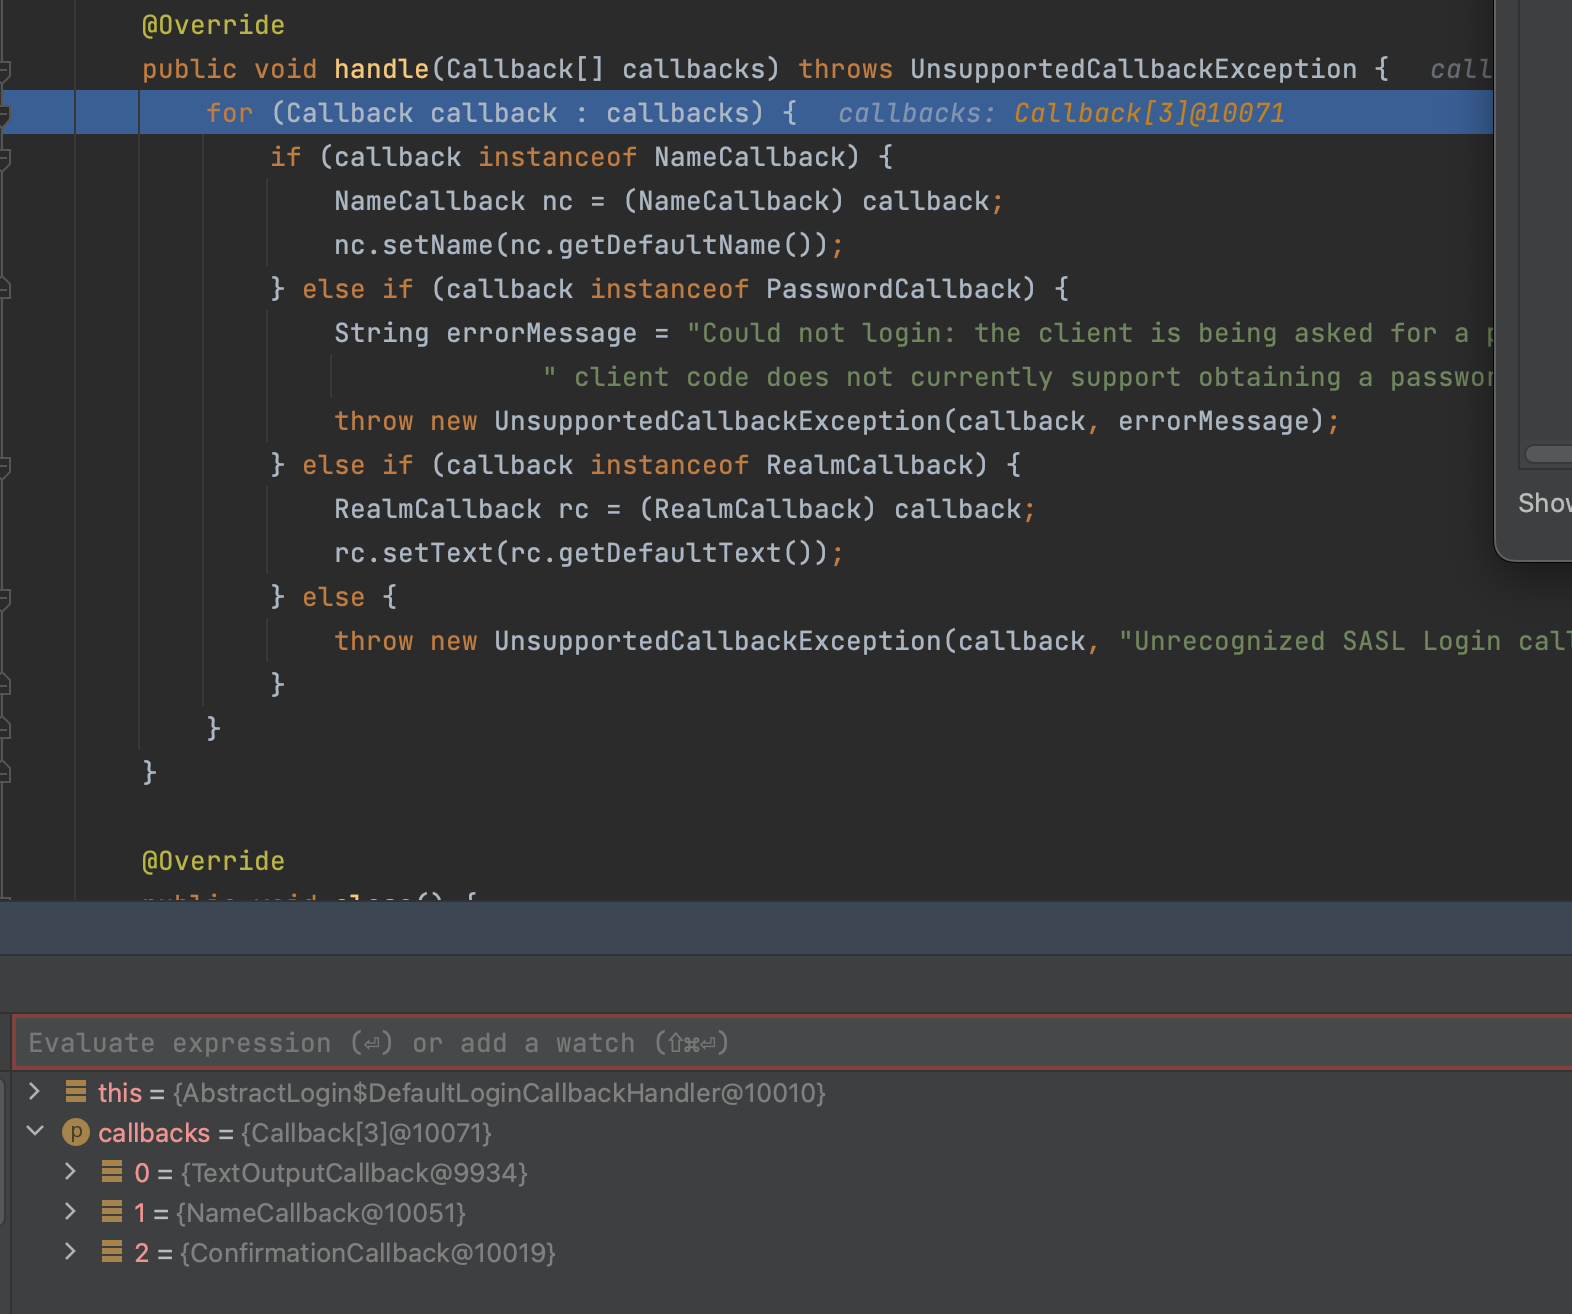 @Override
public void handle(Callback[] callbacks) throws UnsupportedCallbackException {   call
for (Callback callback : callbacks) {   callbacks: Callback[3]@10071
if (callback instanceof NameCallback) {
NameCallback nc = (NameCallback) callback;
nc.setName(nc.getDefaultName());
} else if (callback instanceof PasswordCallback) {
String errorMessage = "Could not login: the client is being asked for a p
" client code does not currently support obtaining a passwor
throw new UnsupportedCallbackException(callback, errorMessage);
} else if (callback instanceof RealmCallback) {
RealmCallback rc = (RealmCallback) callback;
Show
rc.setText(rc.getDefaultText());
} else {
throw new UnsupportedCallbackException(callback, "Unrecognized SASL Login call
}
}
}
@Override
public void close() {
Evaluate expression (⏎) or add a watch (⇧⌘⏎)
this = {AbstractLogin$DefaultLoginCallbackHandler@10010}
p callbacks = {Callback[3]@10071}
0 = {TextOutputCallback@9934}
1 = {NameCallback@10051}
2 = {ConfirmationCallback@10019}